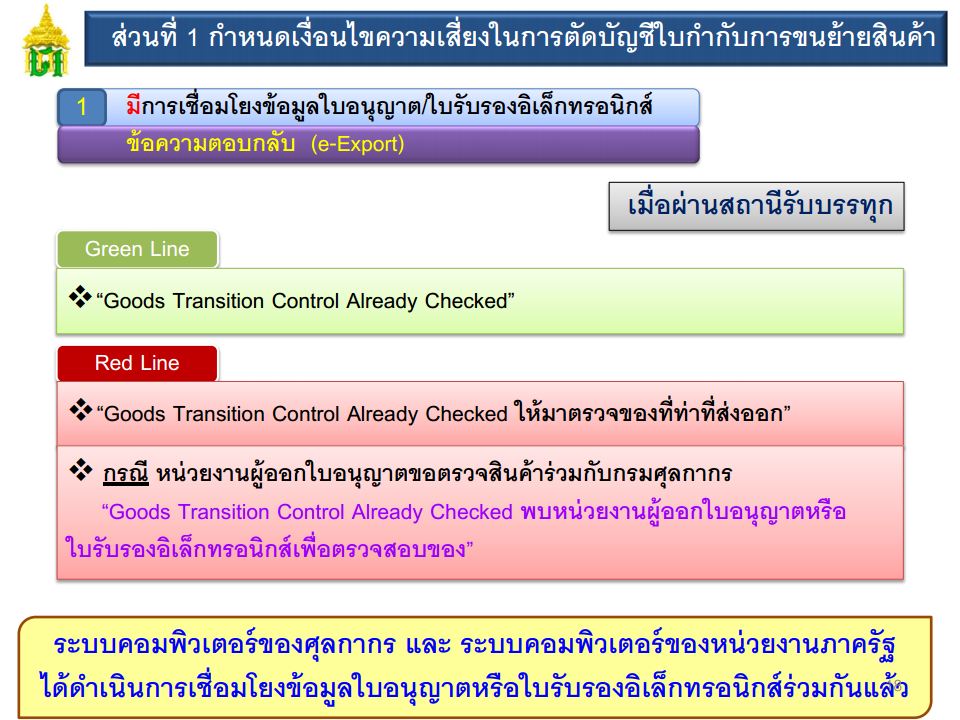 ส่วนที่ 1 กำหนดเงื่อนไขความเสี่ยงในการตัดบัญชีใบกำกับการขนย้ายสินค้า
1 มีการเชื่อมโยงข้อมูลใบอนุญาต/ใบรับรองอิเล็กทรอนิกส์
ข้อความตอบกลับ (e-Export)
เมื่อผ่านสถานีรับบรรทุก
Green Line
❖“Goods Transition Control Already Checked”
Red Line
❖“Goods Transition Control Already Checked ให้มาตรวจของที่ท่าที่ส่งออก”
❖ กรณี หน่วยงานผู้ออกใบอนุญาตขอตรวจสินค้าร่วมกับกรมศุลกากร
“Goods Transition Control Already Checked พบหน่วยงานผู้ออกใบอนุญาตหรือ
ใบรับรองอิเล็กทรอนิกส์เพื่อตรวจสอบของ”
ระบบคอมพิวเตอร์ของศุลกากร และ ระบบคอมพิวเตอร์ของหน่วยงานภาครัฐ
ได้ดำเนินการเชื่อมโยงข้อมูลใบอนุญาตหรือใบรับรองอิเล็กทรอนิกส์ร่วมกันแล้ว